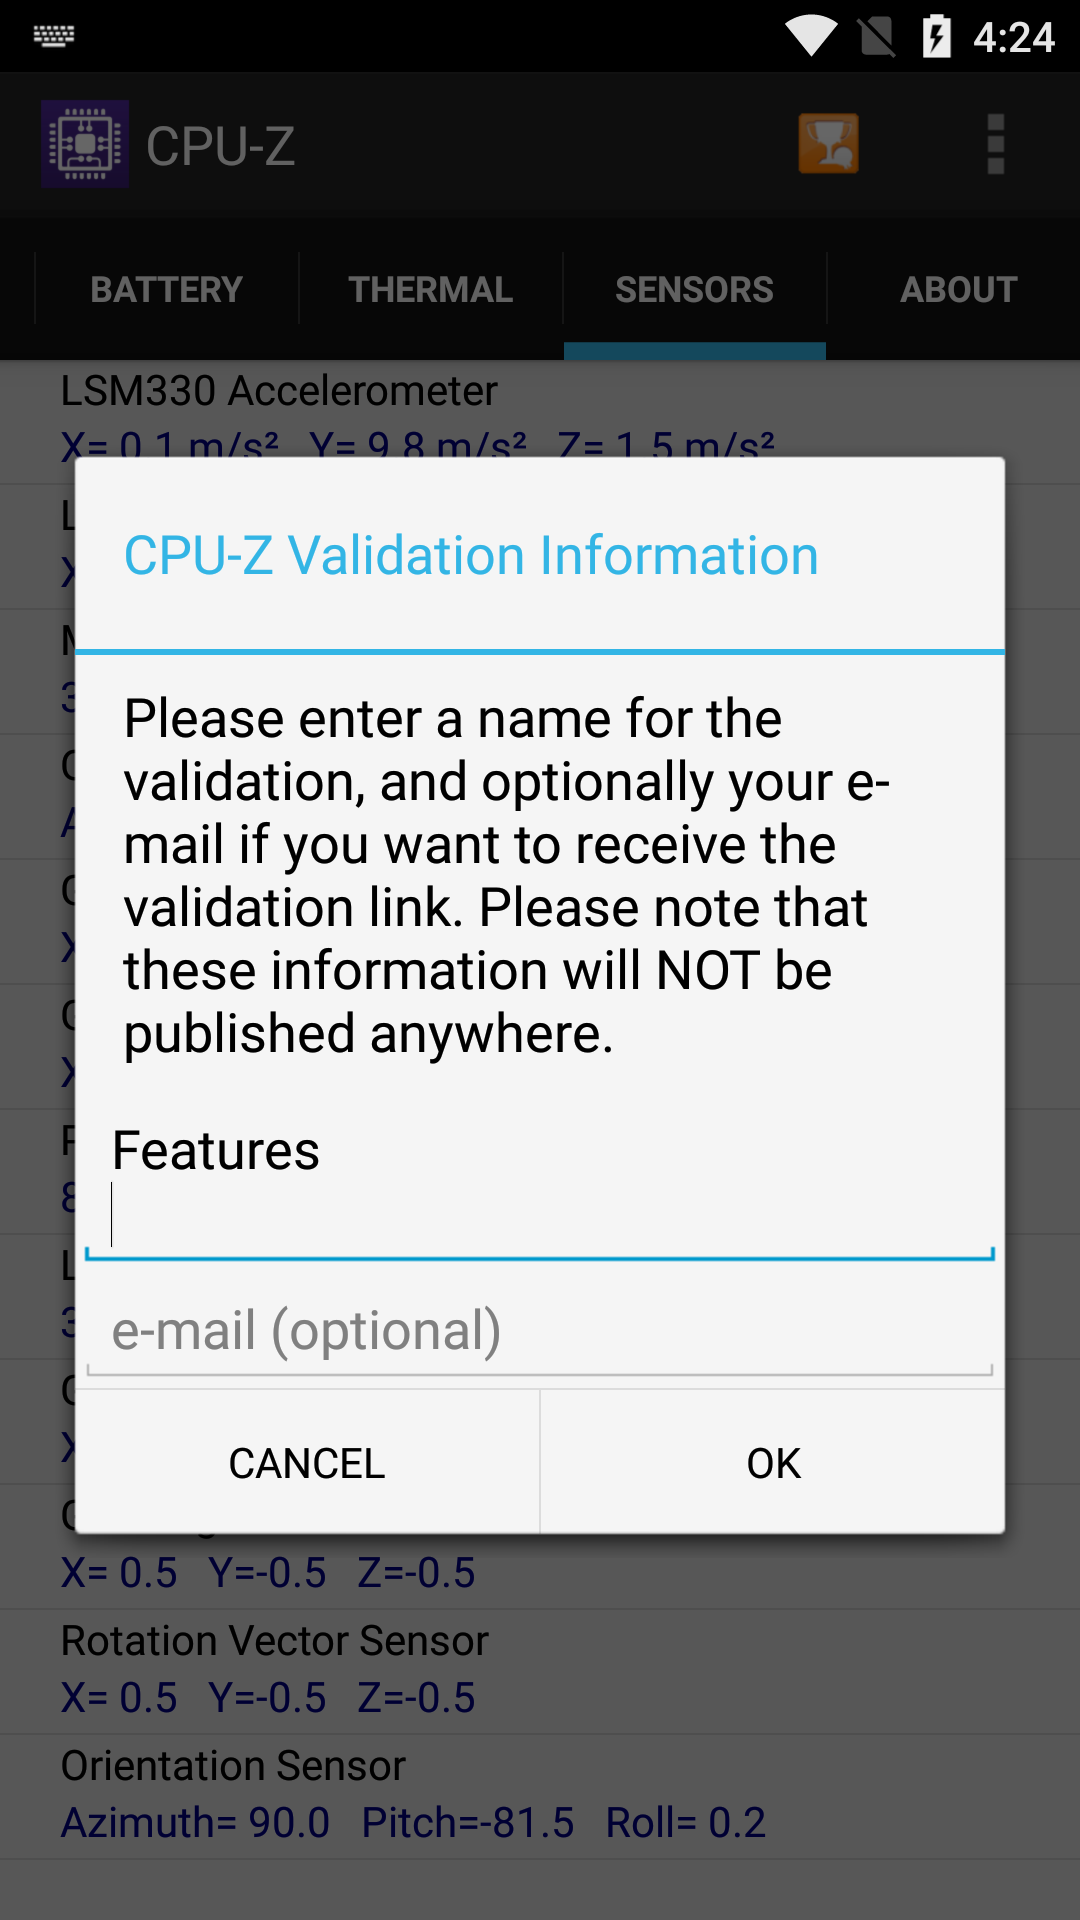 4:24
CPU-Z
BATTERY THERMAL SENSORS ABOUT
LSM330 Accelerometer
X= 0.1 m/s² Y= 9.8 m/s² Z= 1.5 m/s²
CPU-Z Validation Information
Please enter a name for the
validation, and optionally your e-
mail if you want to receive the
validation link. Please note that
these information will NOT be
published anywhere.
Features
e-mail (optional)
CANCEL OK
X= 0.5 Y=-0.5 Z=-0.5
Rotation Vector Sensor
X= 0.5 Y=-0.5 Z=-0.5
Orientation Sensor
Azimuth= 90.0 Pitch=-81.5 Roll= 0.2